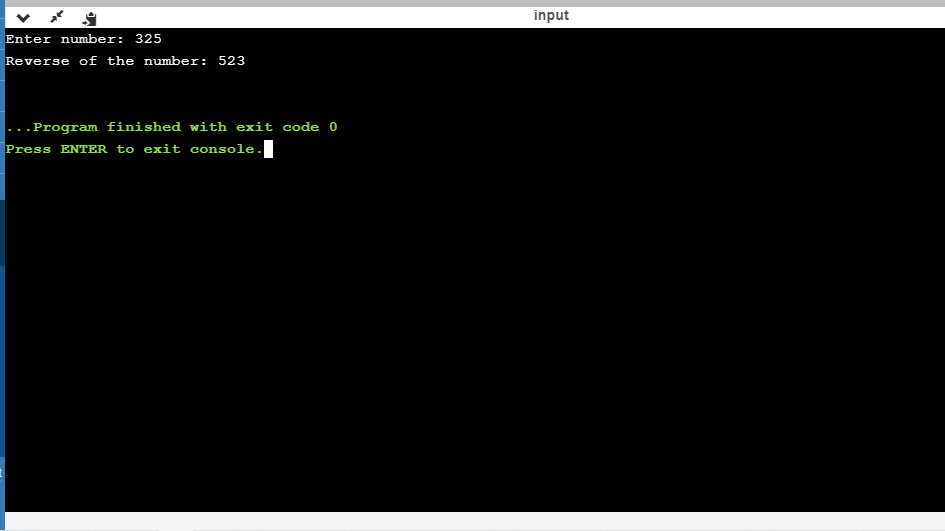 input
Enter number: 325
Reverse of the number: 523
...Program finished with exit code 0
Press ENTER to exit console.